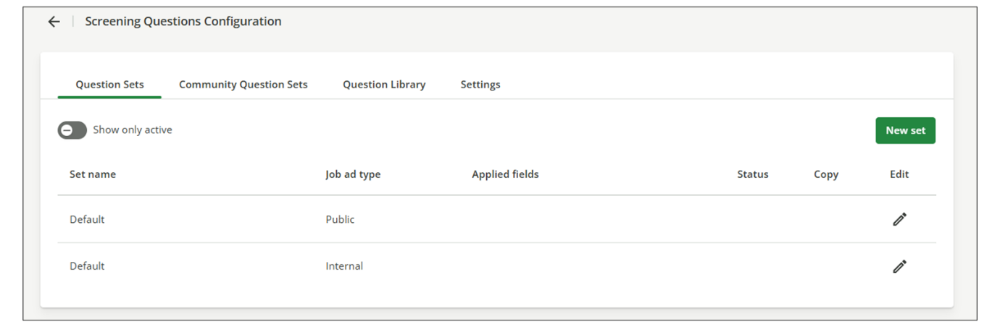 Screening Questions Configuration
Question Sets Community Question Sets Question Library Settings
Show only active New set
Set name Job ad type Applied fields Status Copy Edit
Default Public
Default Internal